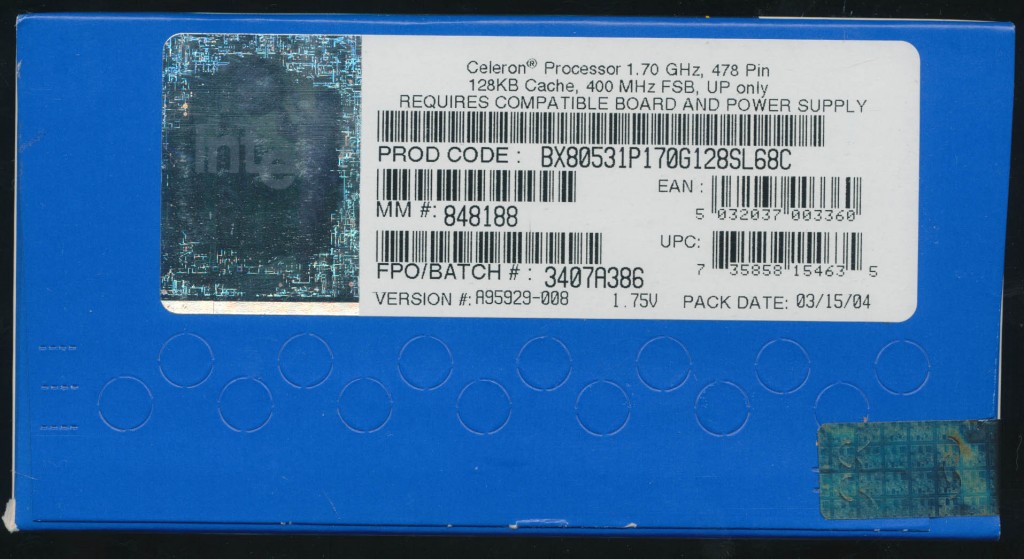 intel
Celeron® Processor 1.70 GHz, 478 Pin
128KB Cache, 400 MHz FSB, UP only
REQUIRES COMPATIBLE BOARD AND POWER SUPPLY
PROD CODE : BX80531P170G128SL68C
MM #: 848188
EAN : 5 032037 003360
FPO/BATCH # : 3407A386
UPC: 7 35858 15463 5
VERSION #: A95929-008 1.75V PACK DATE: 03/15/04